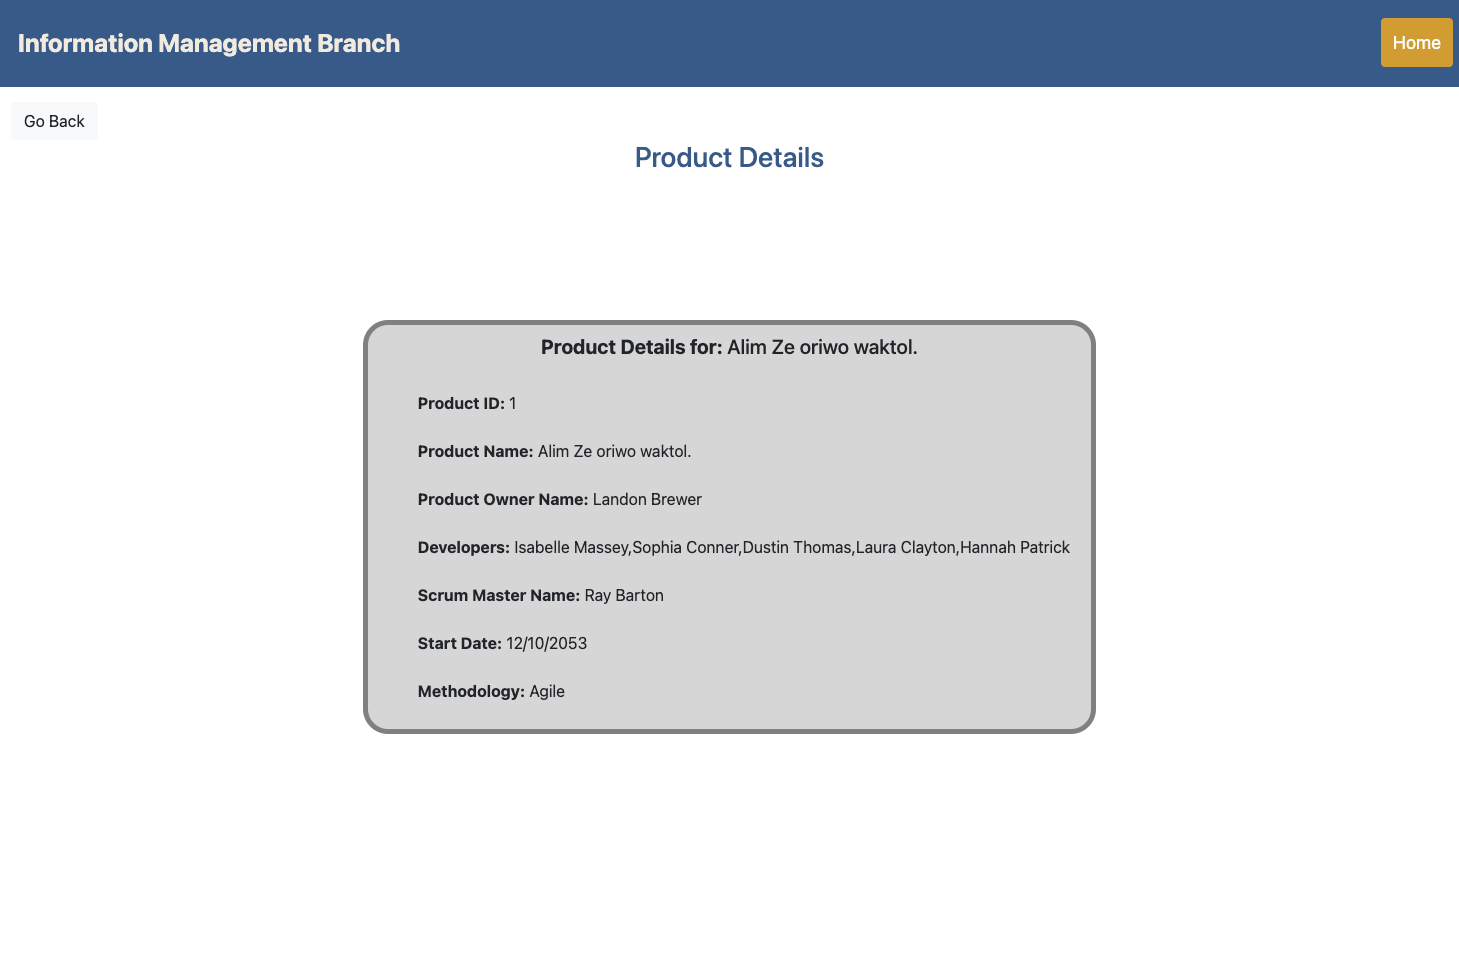 Information Management Branch
Home
Go Back
Product Details
Product Details for: Alim Ze oriwo waktol.
Product ID: 1
Product Name: Alim Ze oriwo waktol.
Product Owner Name: Landon Brewer
Developers: Isabelle Massey,Sophia Conner,Dustin Thomas,Laura Clayton,Hannah Patrick
Scrum Master Name: Ray Barton
Start Date: 12/10/2053
Methodology: Agile